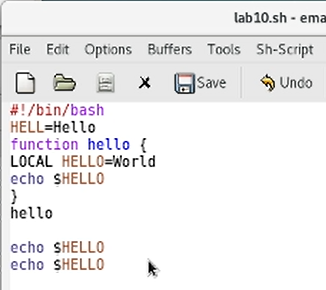 lab10.sh - ema
File Edit Options Buffers Tools Sh-Script
Save Undo
#!/bin/bash
HELL=Hello
function hello {
LOCAL HELLO=World
echo $HELLO
}
hello
echo $HELLO
echo $HELLO